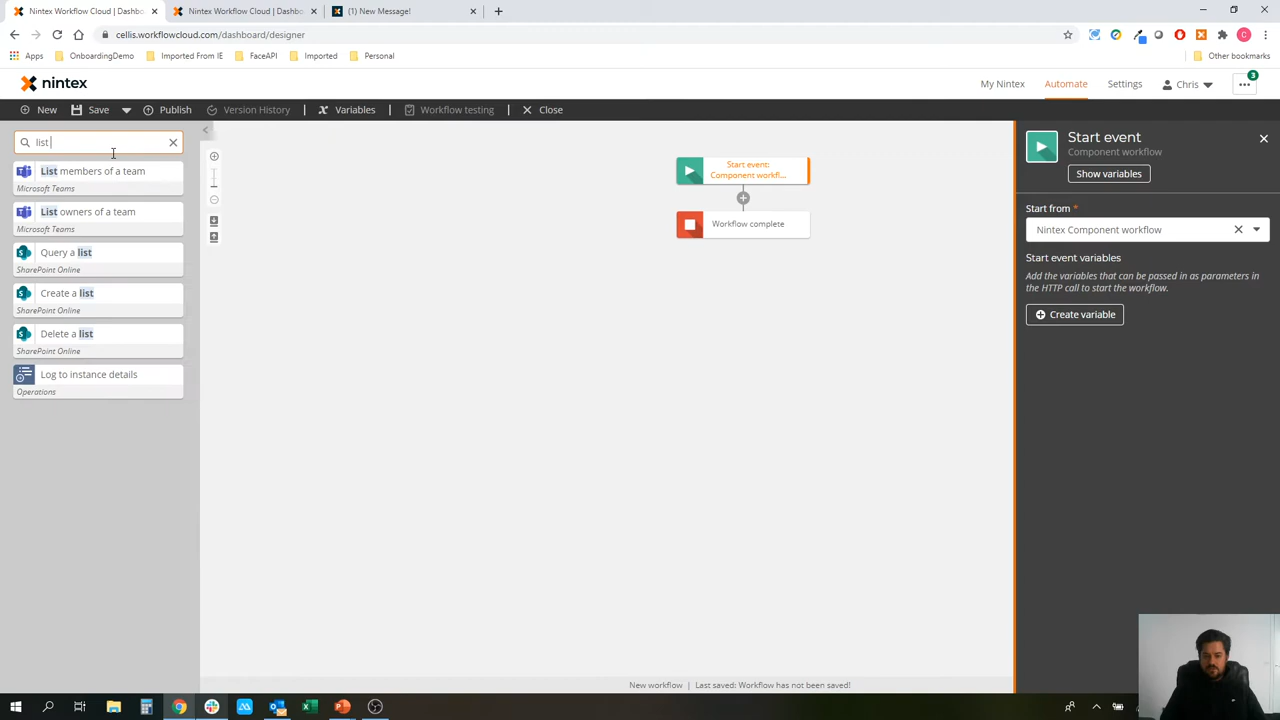 Nintex Workflow Cloud | Dashbo
Nintex Workflow Cloud | Dashbo
(1) New Message!
cellis.workflowcloud.com/dashboard/designer
Apps
OnboardingDemo
Imported From IE
FaceAPI
Imported
Personal
Other bookmarks
nintex
My Nintex
Automate
Settings
Chris
3
New
Save
Publish
Version History
Variables
Workflow testing
Close
list
List members of a team
Microsoft Teams
List owners of a team
Microsoft Teams
Query a list
SharePoint Online
Create a list
SharePoint Online
Delete a list
SharePoint Online
Log to instance details
Operations
Start event:
Component workfl...
Workflow complete
Start event
Component workflow
Show variables
Start from *
Nintex Component workflow
Start event variables
Add the variables that can be passed in as parameters in
the HTTP call to start the workflow.
Create variable
New workflow | Last saved: Workflow has not been saved!